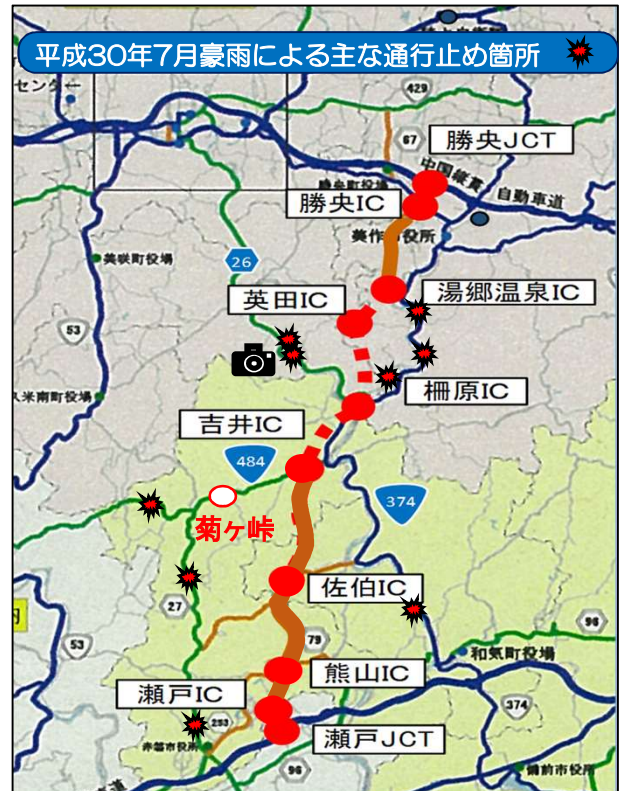 平成30年7月豪雨による主な通行止め箇所
センター
429
67
勝央JCT
中国縦貫
自動車道
勝央町役場
勝央IC
美作市役所
美咲町役場
26
英田IC
湯郷温泉IC
53
久米南町役場
柵原IC
吉井IC
484
374
菊ヶ峠
佐伯IC
27
96
79
53
和気町役場
熊山IC
瀬戸IC
374
253
赤磐市役所
瀬戸JCT
96
備前市役所
道